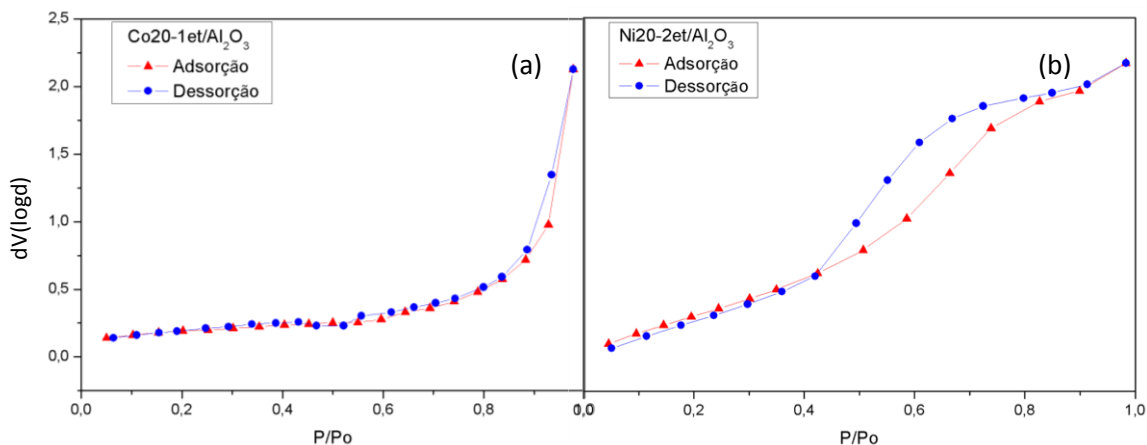 dV(logd)
2,5
2,0
1,5
1,0
0,5
0,0
Co20-1et/Al₂O₃
Adsorção
Dessorção
(a)
0,0 0,2 0,4 0,6 0,8 1,0
P/Po
Ni20-2et/Al₂O₃
Adsorção
Dessorção
(b)
0,0 0,2 0,4 0,6 0,8 1,0
P/Po